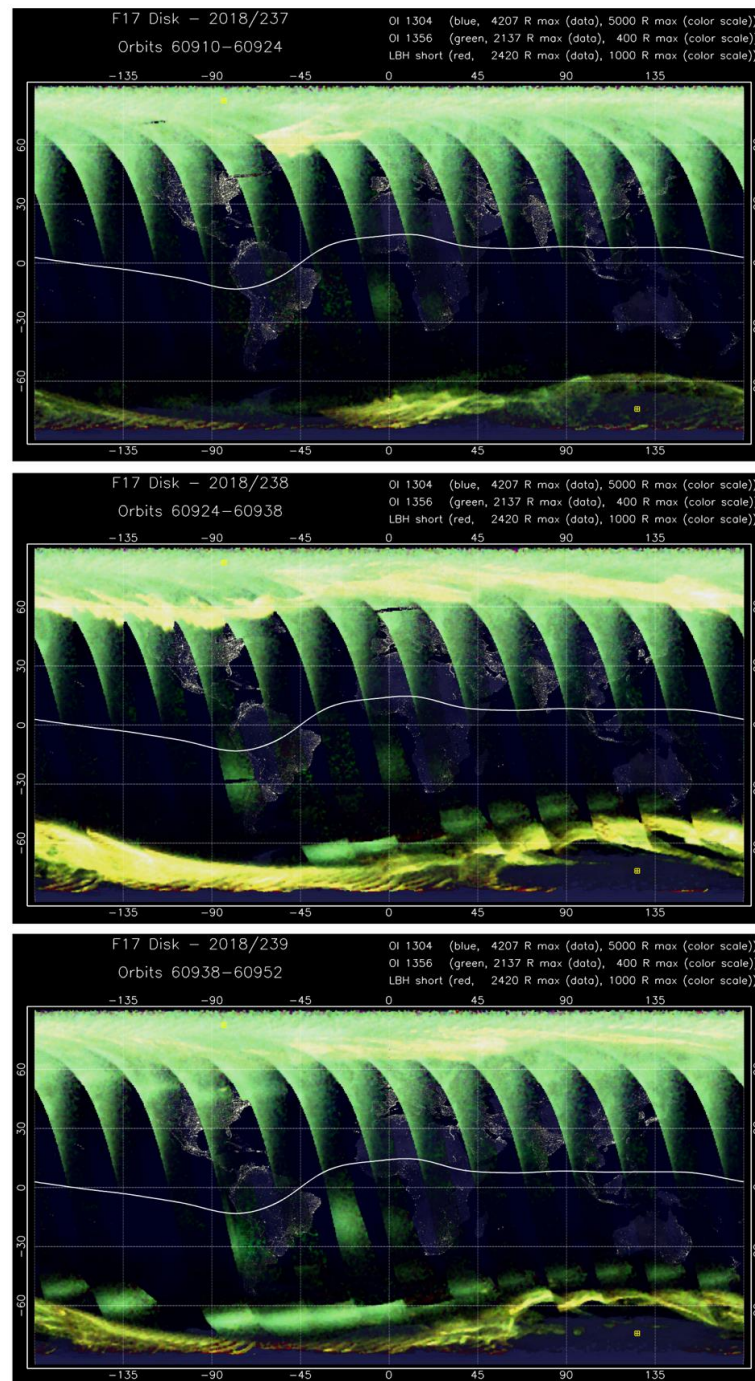 F17 Disk − 2018/237
Orbits 60910−60924
OI 1304 (blue, 4207 R max (data), 5000 R max (color scale))
OI 1356 (green, 2137 R max (data), 400 R max (color scale))
LBH short (red, 2420 R max (data), 1000 R max (color scale))
−135 −90 −45 0 45 90 135
60
30
0
−30
−60
−135 −90 −45 0 45 90 135
F17 Disk − 2018/238
Orbits 60924−60938
OI 1304 (blue, 4207 R max (data), 5000 R max (color scale))
OI 1356 (green, 2137 R max (data), 400 R max (color scale))
LBH short (red, 2420 R max (data), 1000 R max (color scale))
−135 −90 −45 0 45 90 135
60
30
0
−30
−60
−135 −90 −45 0 45 90 135
F17 Disk − 2018/239
Orbits 60938−60952
OI 1304 (blue, 4207 R max (data), 5000 R max (color scale))
OI 1356 (green, 2137 R max (data), 400 R max (color scale))
LBH short (red, 2420 R max (data), 1000 R max (color scale))
−135 −90 −45 0 45 90 135
60
30
0
−30
−60
−135 −90 −45 0 45 90 135